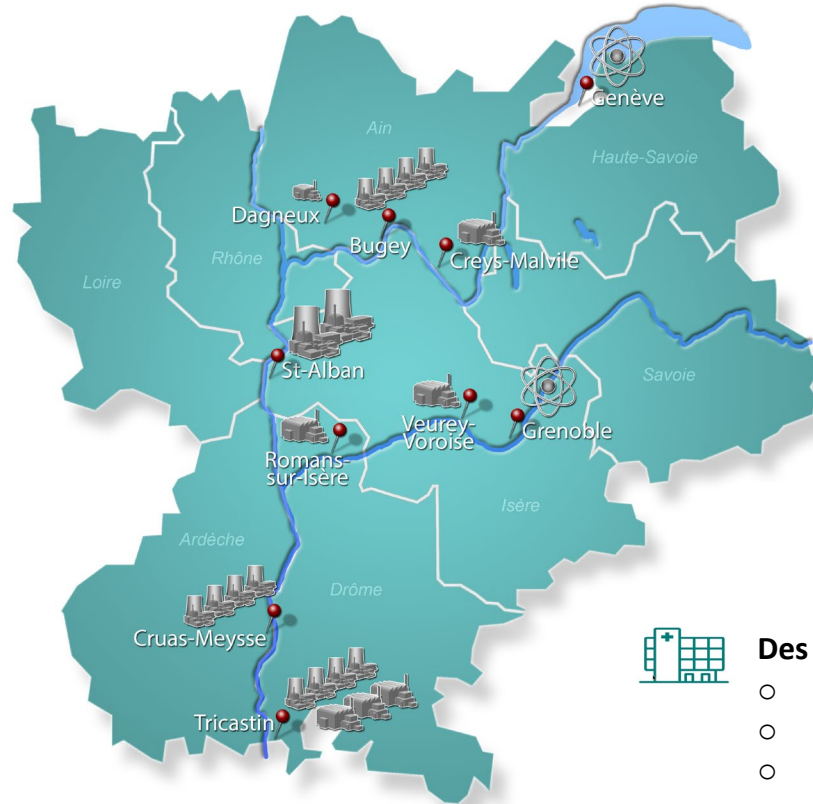 Genève
Ain
Haute-Savoie
Dagneux
Bugey
Creys-Malvile
Rhône
Loire
St-Alban
Savoie
Veurey-
Voroise
Grenoble
Romans-
sur-Isère
Isère
Ardèche
Drôme
Cruas-Meysse
Tricastin
Des